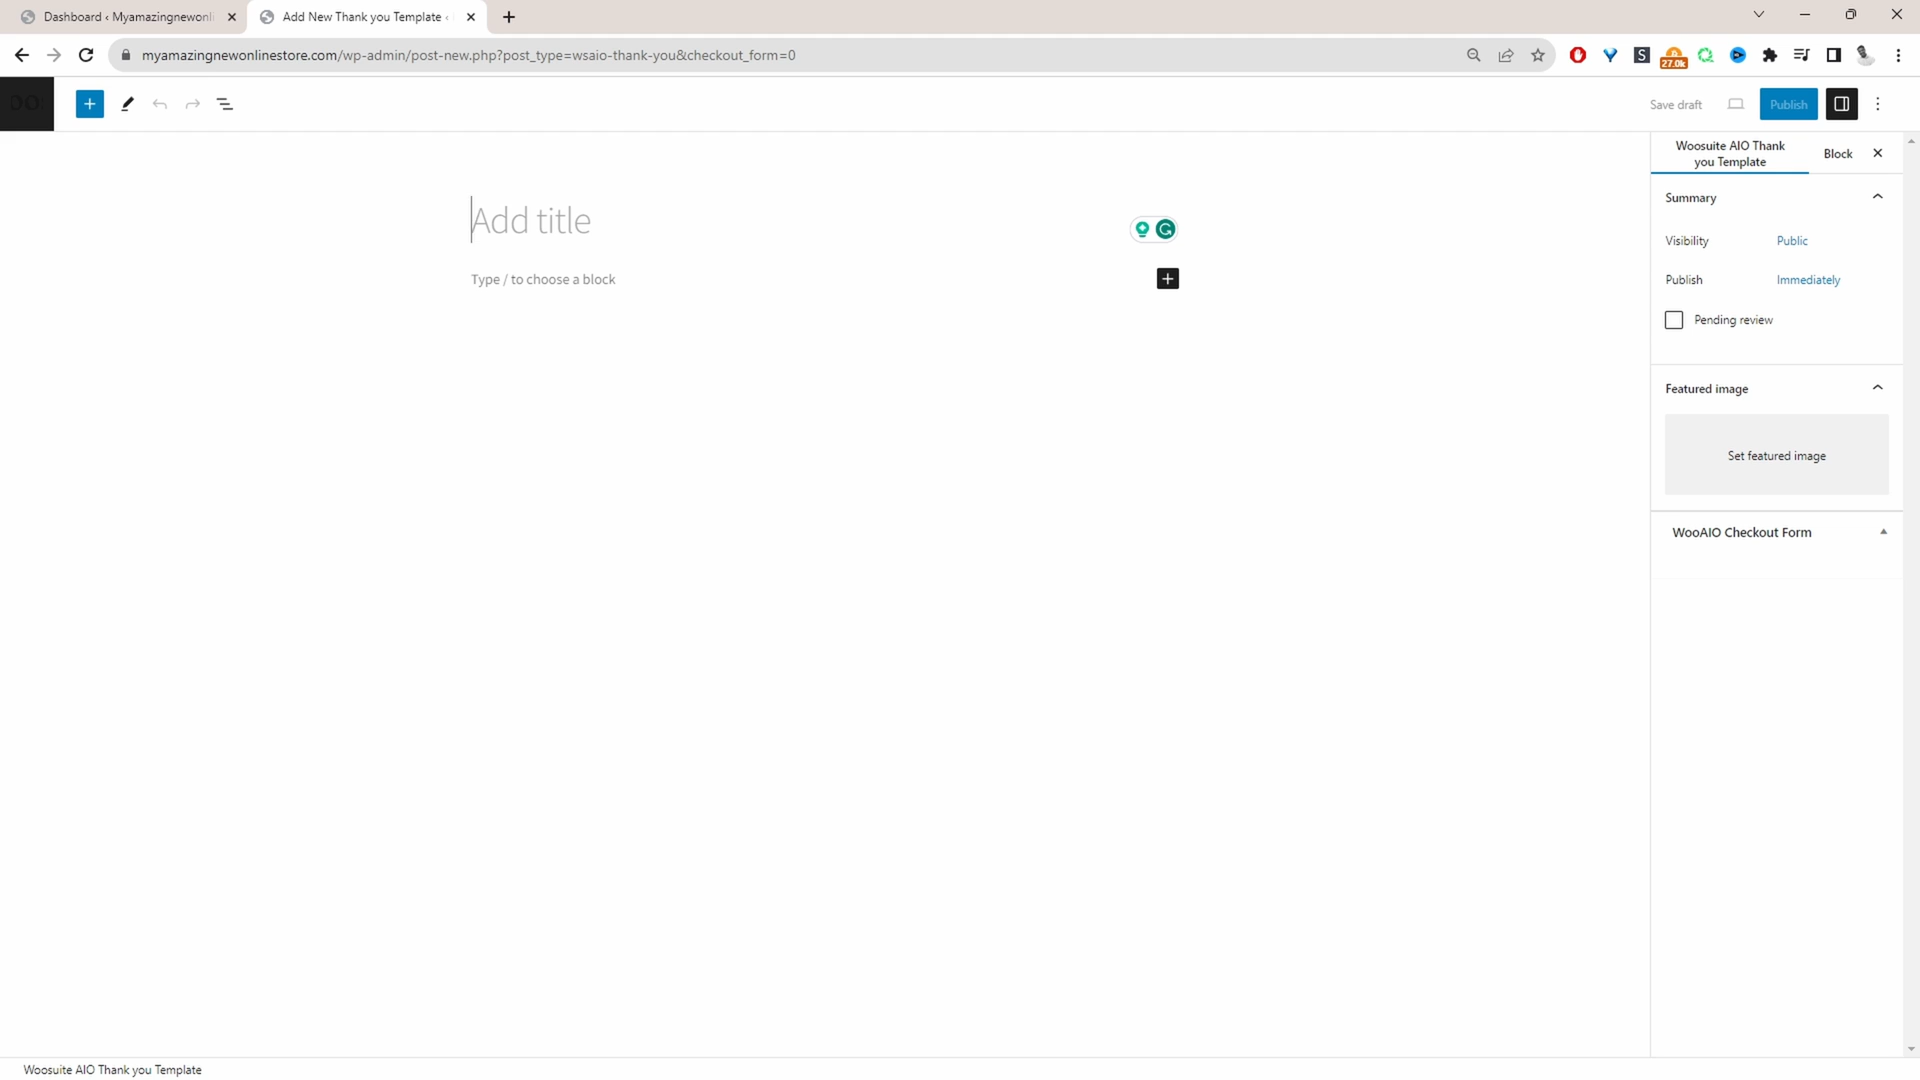 Dashboard ‹ Myamazingnewonli
Add New Thank you Template ‹
myamazingnewonlinestore.com/wp-admin/post-new.php?post_type=wsaio-thank-you&checkout_form=0
S
27.0k
Save draft
Publish
Woosuite AIO Thank
you Template
Block
Add title
Type / to choose a block
Summary
Visibility
Public
Publish
Immediately
Pending review
Featured image
Set featured image
WooAIO Checkout Form
Woosuite AIO Thank you Template